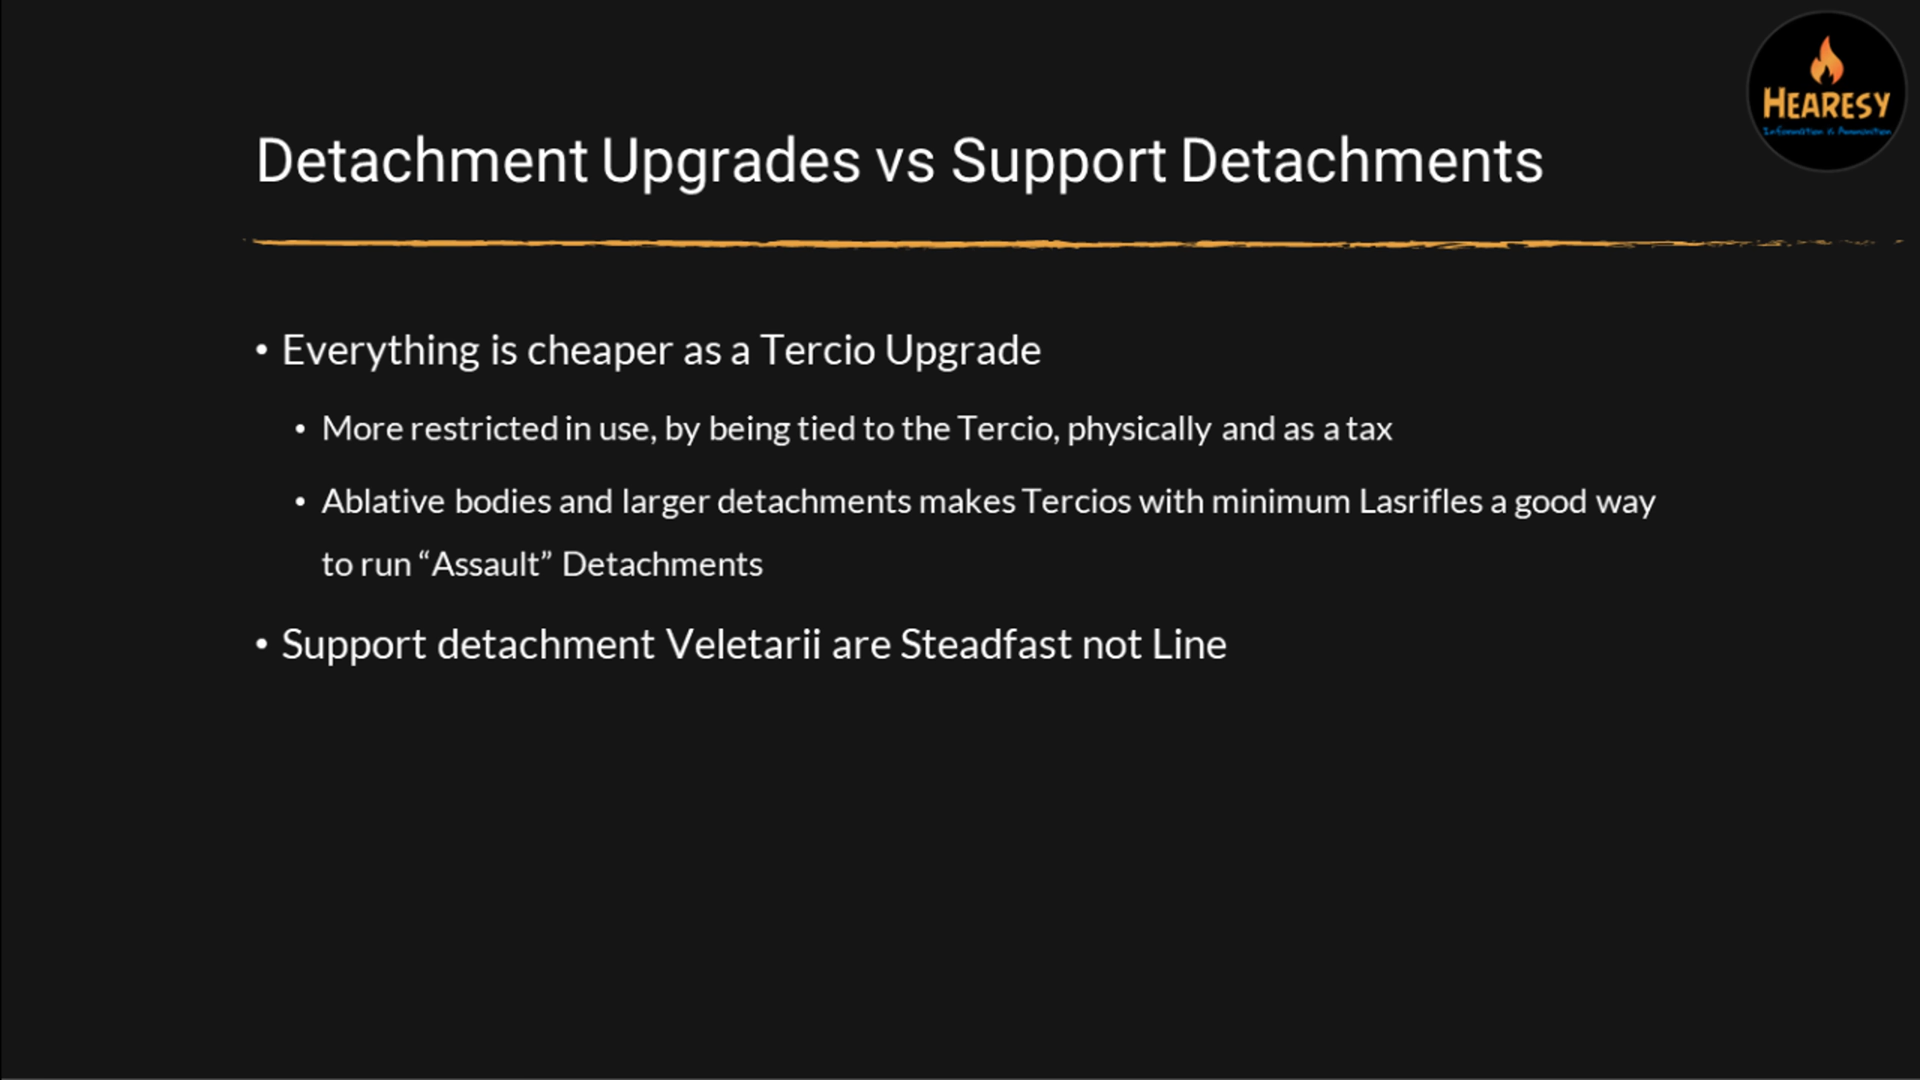 HEARESY
Information & Ammunition
Detachment Upgrades vs Support Detachments
• Everything is cheaper as a Tercio Upgrade
• More restricted in use, by being tied to the Tercio, physically and as a tax
• Ablative bodies and larger detachments makes Tercios with minimum Lasrifles a good way
to run “Assault” Detachments
• Support detachment Veletarii are Steadfast not Line